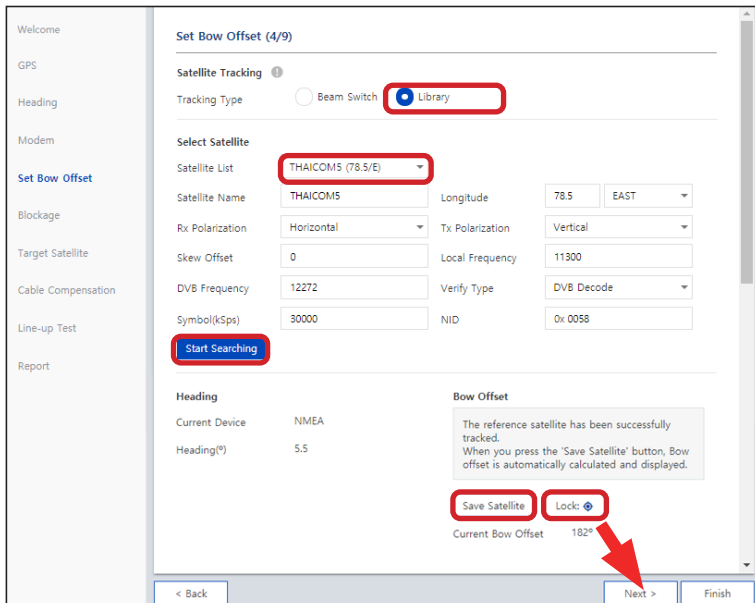 Welcome
GPS
Heading
Modem
Set Bow Offset
Blockage
Target Satellite
Cable Compensation
Line-up Test
Report
Set Bow Offset (4/9)
Satellite Tracking
Tracking Type Beam Switch Library
Select Satellite
Satellite List THAICOM5 (78.5/E)
Satellite Name THAICOM5 Longitude 78.5 EAST
Rx Polarization Horizontal Tx Polarization Vertical
Skew Offset 0 Local Frequency 11300
DVB Frequency 12272 Verify Type DVB Decode
Symbol(kSps) 30000 NID 0x 0058
Start Searching
Heading
Current Device NMEA
Heading(º) 5.5
Bow Offset
The reference satellite has been successfully
tracked.
When you press the 'Save Satellite' button, Bow
offset is automatically calculated and displayed.
Save Satellite Lock:
Current Bow Offset 182º
< Back Next > Finish